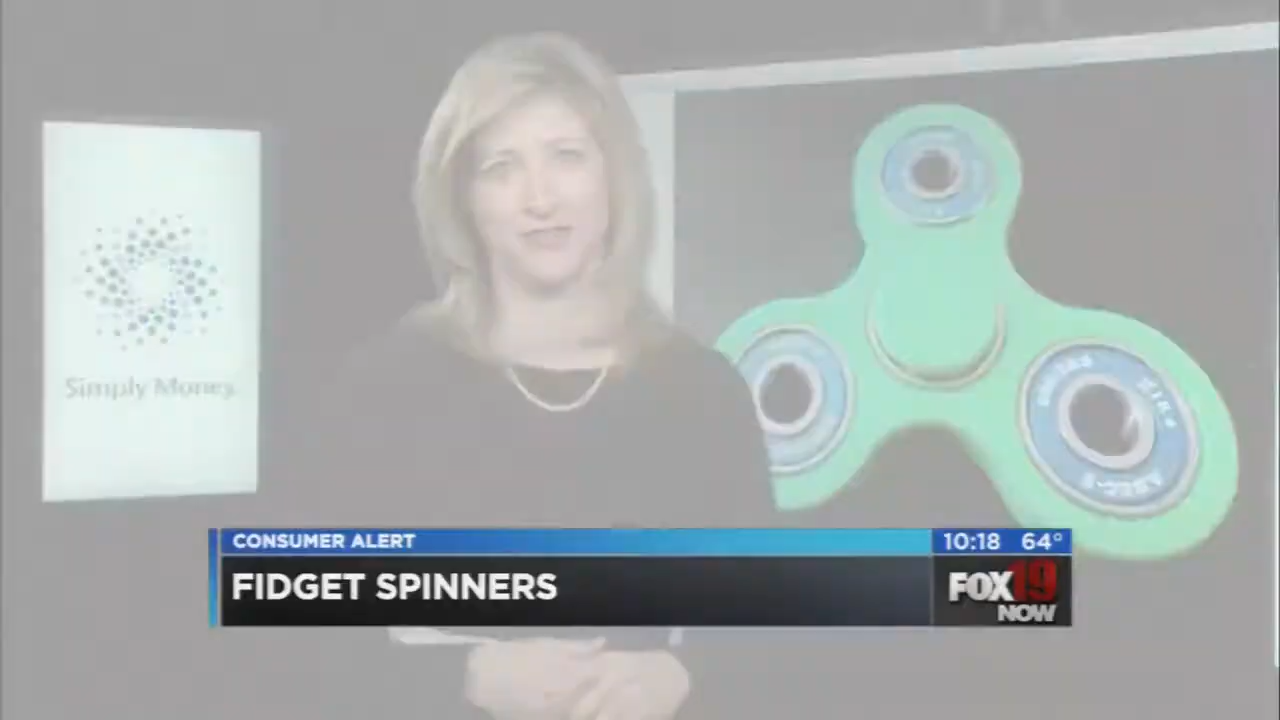 Simply Money
CONSUMER ALERT
10:18 64°
FIDGET SPINNERS
FOX19
NOW